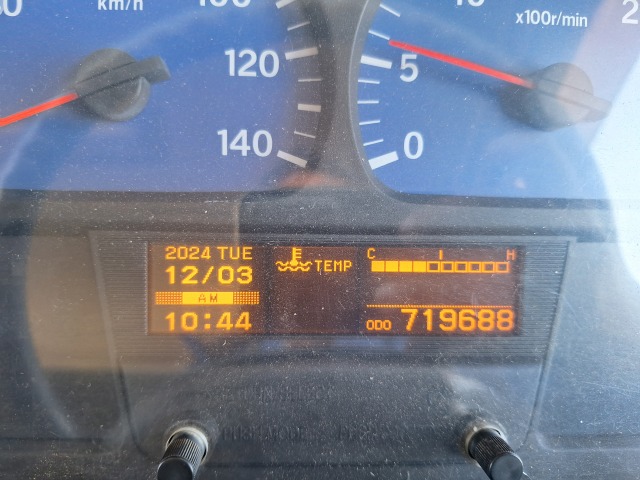 km/h
120
140
x100r/min
5
0
2024 TUE
12/03
AM
10:44
TEMP
C H
ODO 719688